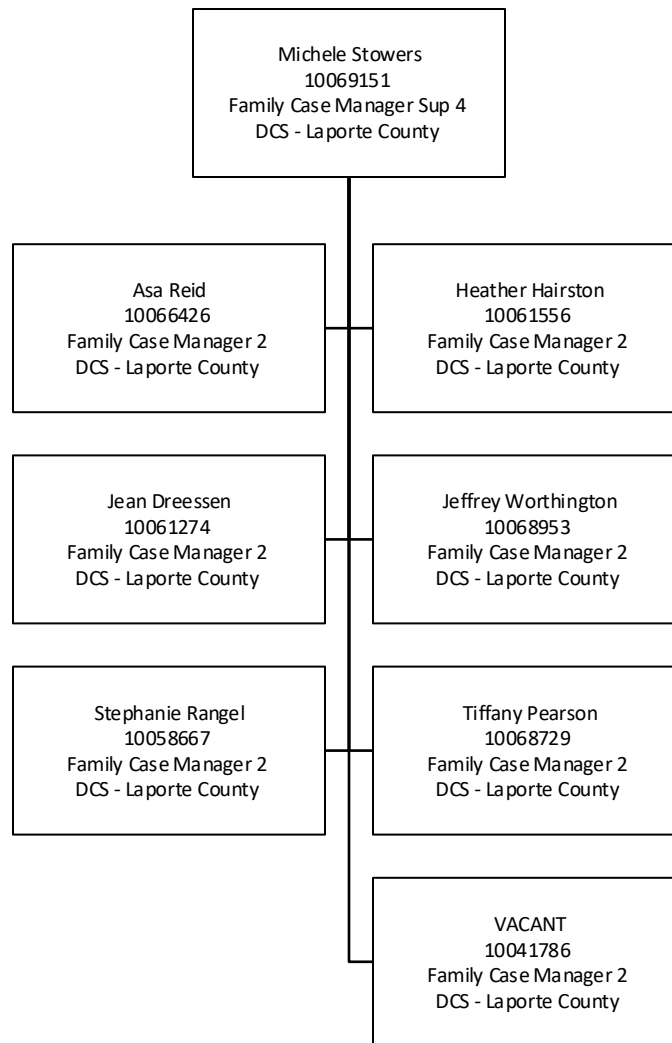 Michele Stowers
10069151
Family Case Manager Sup 4
DCS - Laporte County
Asa Reid
10066426
Family Case Manager 2
DCS - Laporte County
Heather Hairston
10061556
Family Case Manager 2
DCS - Laporte County
Jean Dreessen
10061274
Family Case Manager 2
DCS - Laporte County
Jeffrey Worthington
10068953
Family Case Manager 2
DCS - Laporte County
Stephanie Rangel
10058667
Family Case Manager 2
DCS - Laporte County
Tiffany Pearson
10068729
Family Case Manager 2
DCS - Laporte County
VACANT
10041786
Family Case Manager 2
DCS - Laporte County